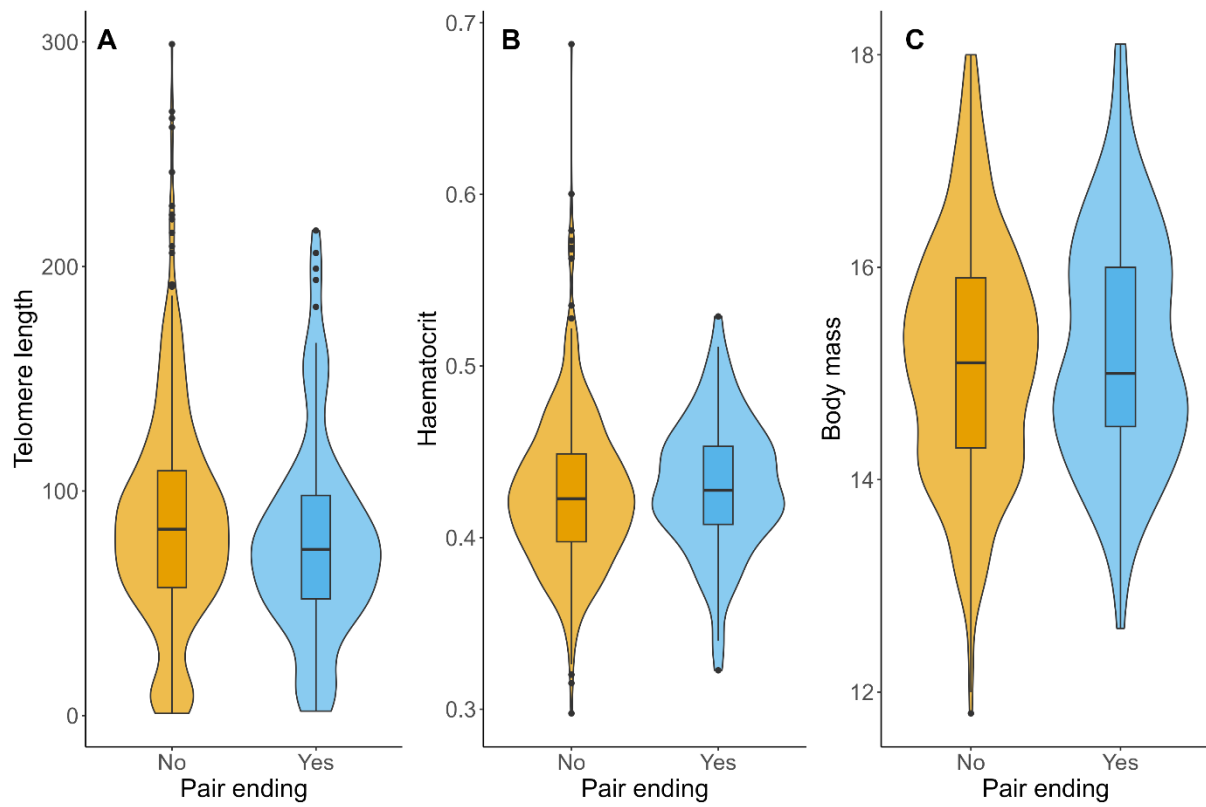 A
Telomere length
300
200
100
0
No
Yes
Pair ending
B
Haematocrit
0.7
0.6
0.5
0.4
0.3
No
Yes
Pair ending
C
Body mass
18
16
14
12
No
Yes
Pair ending